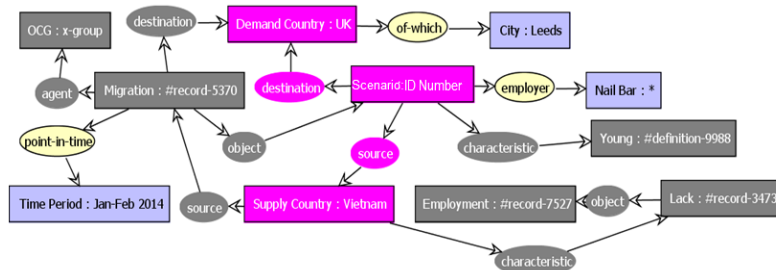 OCG : x-group
destination
Demand Country : UK
of-which
City : Leeds
agent
Migration : #record-5370
destination
Scenario:ID Number
employer
Nail Bar : *
point-in-time
object
source
characteristic
Young : #definition-9988
Time Period : Jan-Feb 2014
source
Supply Country : Vietnam
Employment : #record-7527
object
Lack : #record-3473
characteristic